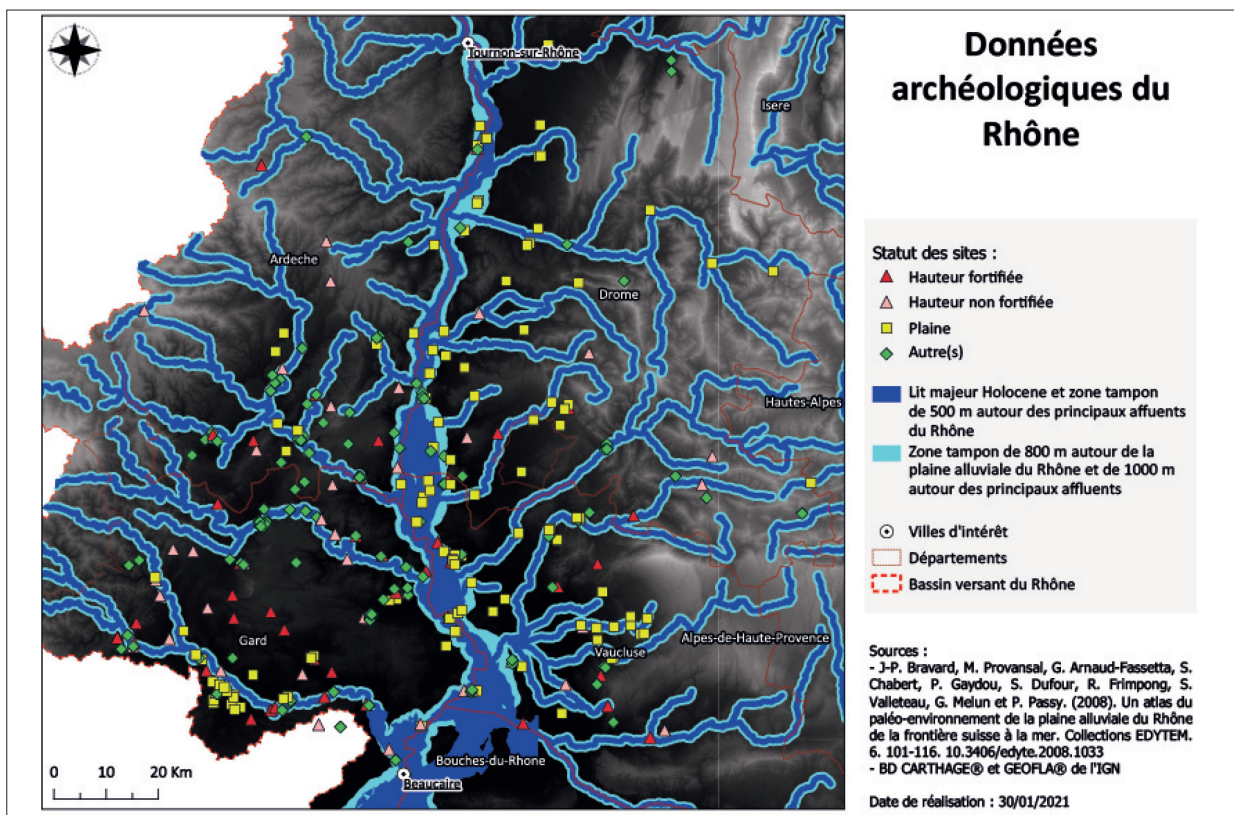 Données
archéologiques du
Rhône
Statut des sites :
Hauteur fortifiée
Hauteur non fortifiée
Plaine
Autre(s)
Lit majeur Holocene et zone tampon
de 500 m autour des principaux affuents
du Rhône
Zone tampon de 800 m autour de la
plaine alluviale du Rhône et de 1000 m
autour des principaux affluents
Villes d'intérêt
Départements
Bassin versant du Rhône
Sources :
- J-P. Bravard, M. Provansal, G. Arnaud-Fassetta, S.
Chabert, P. Gaydou, S. Dufour, R. Frimpong, S.
Valleteau, G. Melun et P. Passy. (2008). Un atlas du
paléo-environnement de la plaine alluviale du Rhône
de la frontière suisse à la mer. Collections EDYTEM.
6. 101-116. 10.3406/edyte.2008.1033
- BD CARTHAGE® et GEOFLA® de l'IGN
Date de réalisation : 30/01/2021
Tournon-sur-Rhône
Isere
Ardeche
Drome
Hautes-Alpes
Gard
Vaucluse
Alpes-de-Haute-Provence
Bouches-du-Rhone
Beaucaire
0 10 20 Km